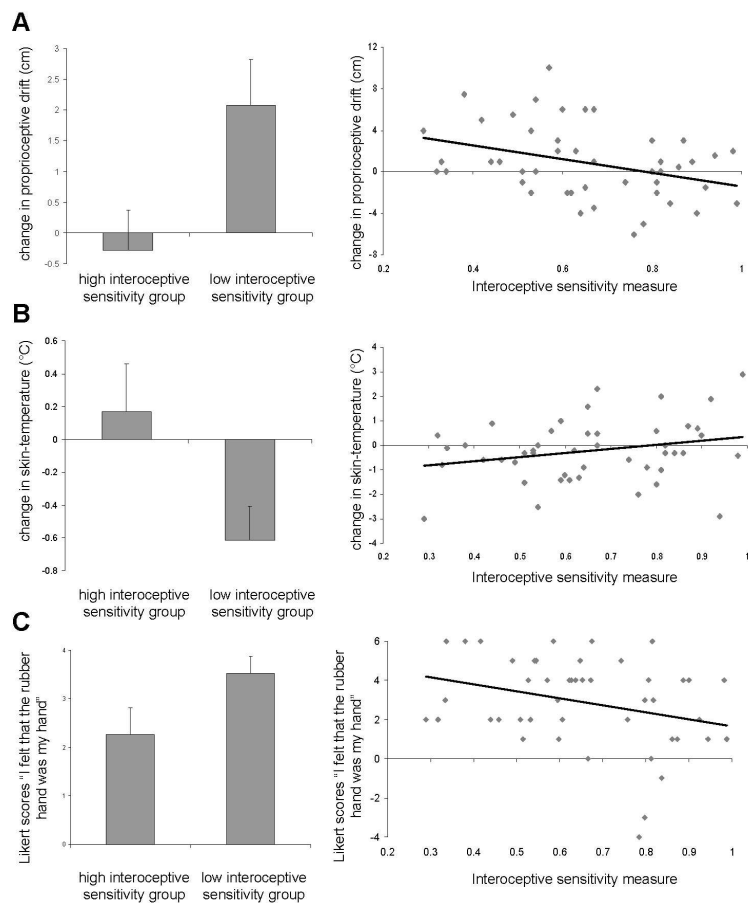 A
change in proprioceptive drift (cm)
3
2.5
2
1.5
1
0.5
0
-0.5
high interoceptive
sensitivity group
low interoceptive
sensitivity group
change in proprioceptive drift (cm)
12
8
4
0
-4
-8
0.2
0.4
0.6
0.8
1
Interoceptive sensitivity measure
B
change in skin-temperature (°C)
0.6
0.4
0.2
0
-0.2
-0.4
-0.6
-0.8
high interoceptive
sensitivity group
low interoceptive
sensitivity group
change in skin-temperature (°C)
4
3
2
1
0
-1
-2
-3
-4
0.2
0.3
0.4
0.5
0.6
0.7
0.8
0.9
1
Interoceptive sensitivity measure
C
Likert scores "I felt that the rubber
hand was my hand"
4
3
2
1
0
high interoceptive
sensitivity group
low interoceptive
sensitivity group
Likert scores "I felt that the rubber
hand was my hand"
6
4
2
0
-2
-4
0.2
0.3
0.4
0.5
0.6
0.7
0.8
0.9
1
Interoceptive sensitivity measure